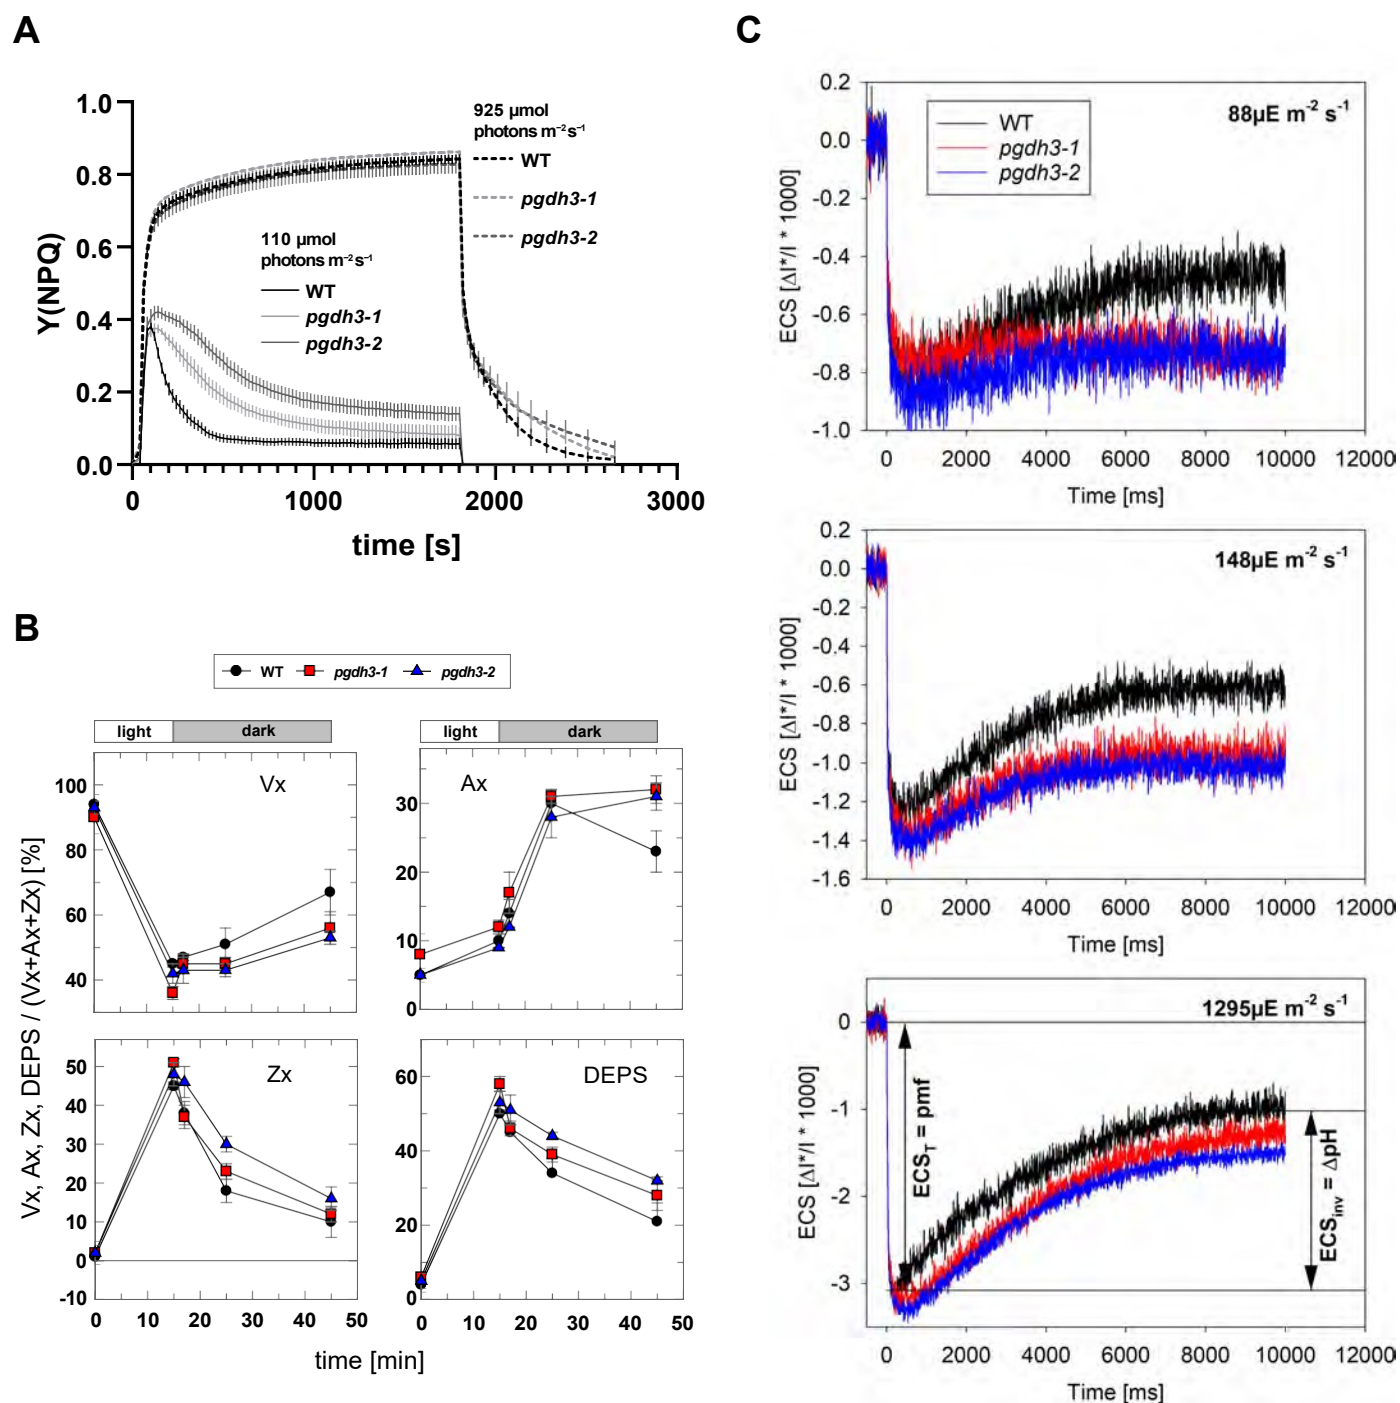 A
1.0
0.8
0.6
0.4
0.2
0.0
Y(NPQ)
925 µmol
photons m⁻²s⁻¹
WT
pgdh3-1
pgdh3-2
110 µmol
photons m⁻²s⁻¹
WT
pgdh3-1
pgdh3-2
0 1000 2000 3000
time [s]
B
WT pgdh3-1 pgdh3-2
light dark
light dark
Vx, Ax, Zx, DEPS / (Vx+Ax+Zx) [%]
Vx
100
80
60
40
Ax
30
20
10
0
Zx
50
40
30
20
10
0
-10
0 10 20 30 40 50
DEPS
60
40
20
0
0 10 20 30 40 50
time [min]
C
88µE m⁻² s⁻¹
WT
pgdh3-1
pgdh3-2
0.2
0.0
-0.2
-0.4
-0.6
-0.8
-1.0
ECS [ΔI*/I * 1000]
0 2000 4000 6000 8000 10000 12000
Time [ms]
148µE m⁻² s⁻¹
0.2
0.0
-0.2
-0.4
-0.6
-0.8
-1.0
-1.2
-1.4
-1.6
ECS [ΔI*/I * 1000]
0 2000 4000 6000 8000 10000 12000
Time [ms]
1295µE m⁻² s⁻¹
0
-1
-2
-3
ECS [ΔI*/I * 1000]
ECS_T = pmf
ECS_inv = ΔpH
0 2000 4000 6000 8000 10000 12000
Time [ms]